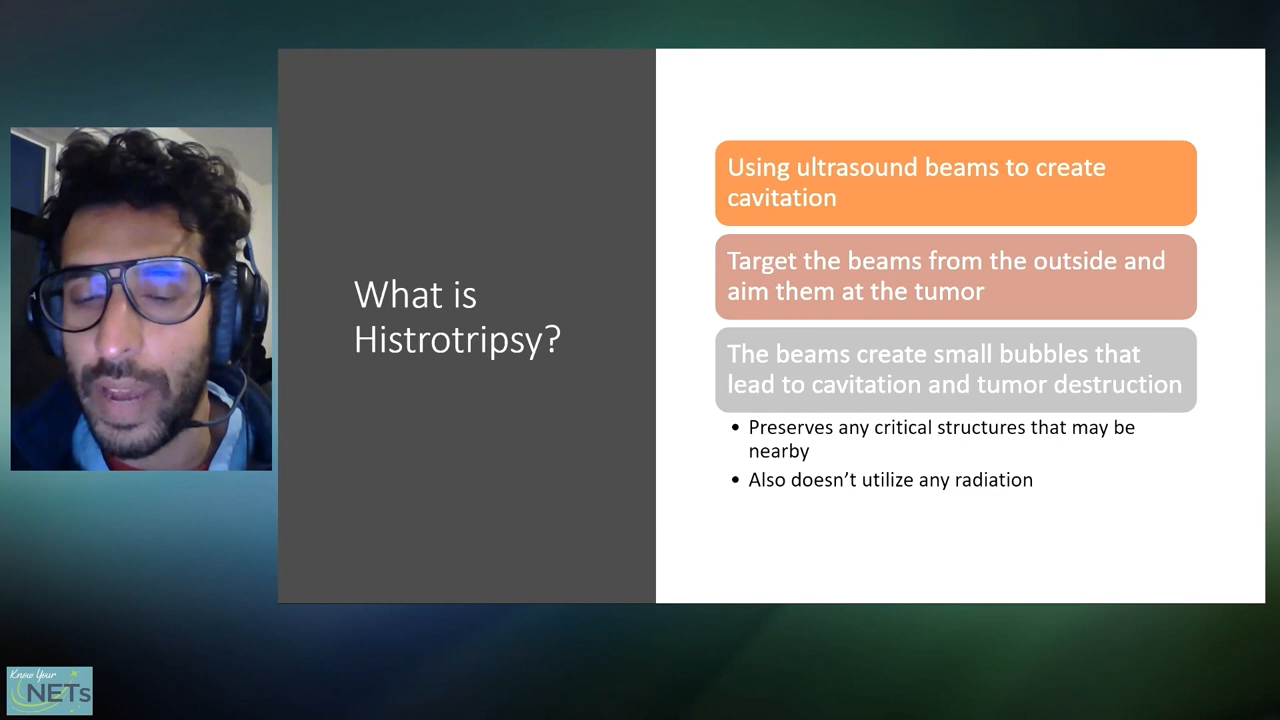 What is
Histrotripsy?
Using ultrasound beams to create
cavitation
Target the beams from the outside and
aim them at the tumor
The beams create small bubbles that
lead to cavitation and tumor destruction
• Preserves any critical structures that may be
nearby
• Also doesn’t utilize any radiation
Know Your
NETs